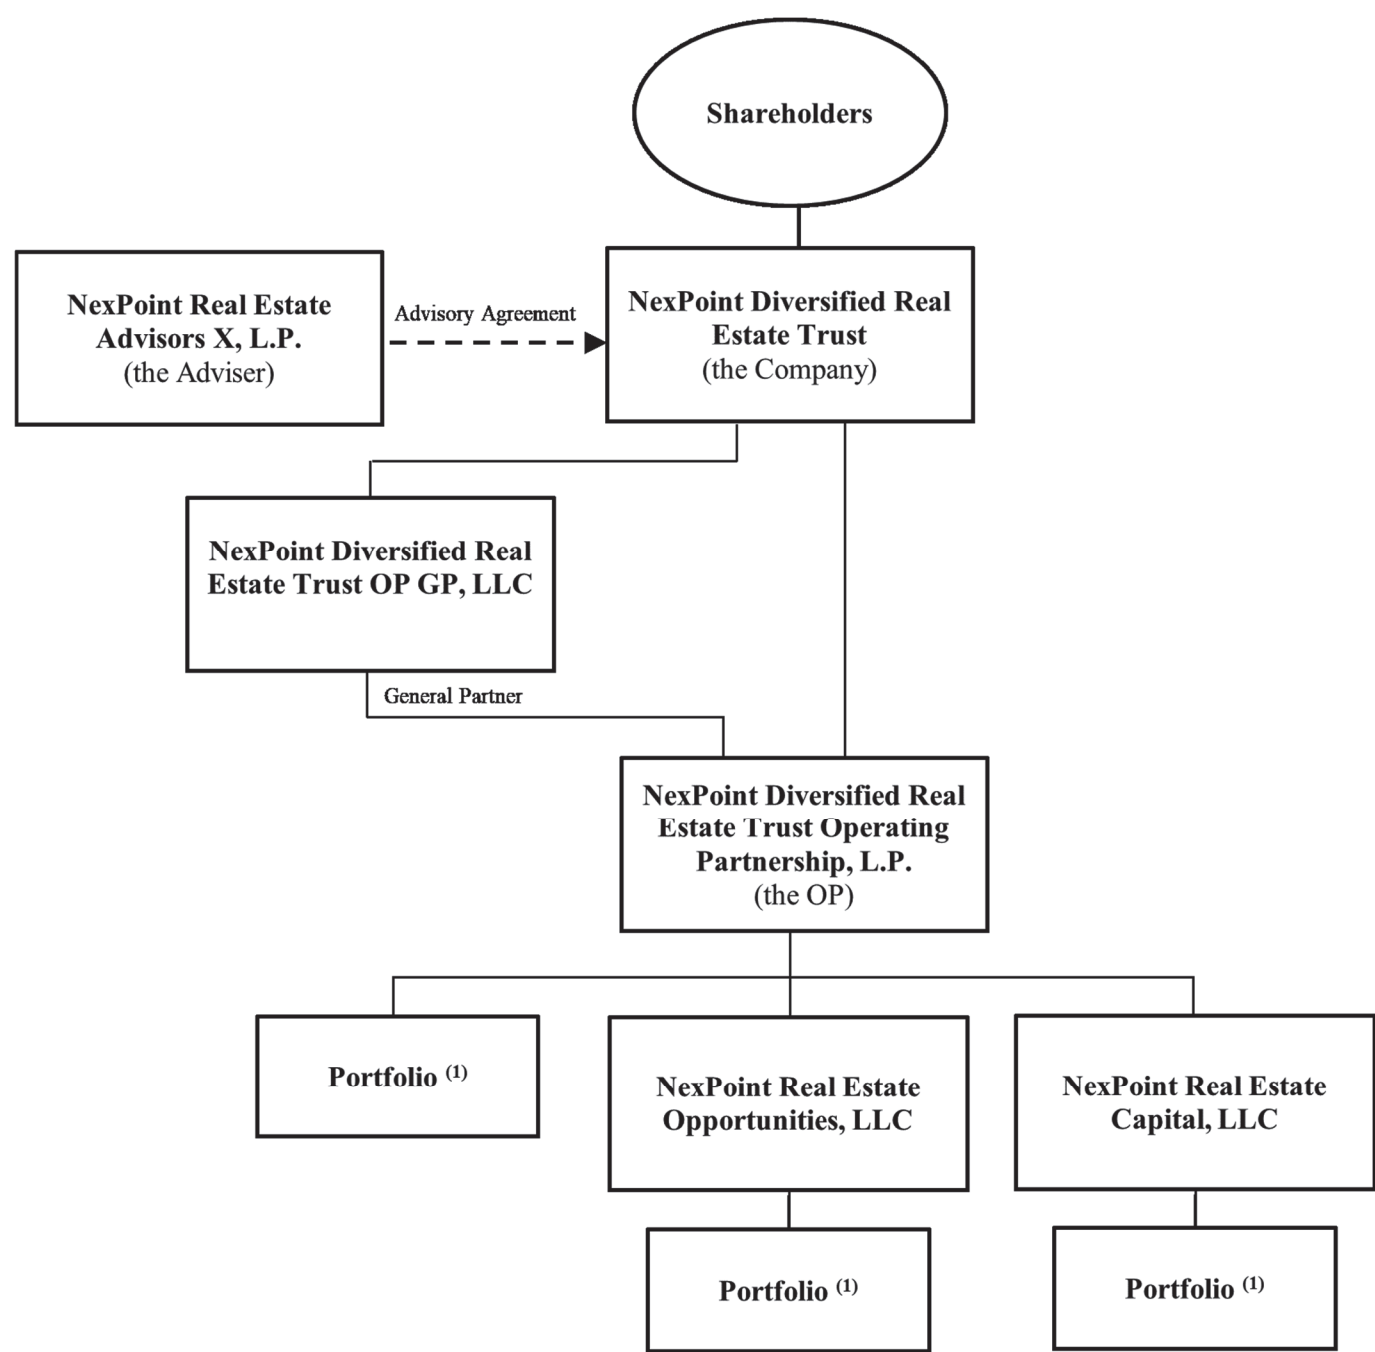 Shareholders
NexPoint Real Estate
Advisors X, L.P.
(the Adviser)
Advisory Agreement
NexPoint Diversified Real
Estate Trust
(the Company)
NexPoint Diversified Real
Estate Trust OP GP, LLC
General Partner
NexPoint Diversified Real
Estate Trust Operating
Partnership, L.P.
(the OP)
Portfolio (1)
NexPoint Real Estate
Opportunities, LLC
NexPoint Real Estate
Capital, LLC
Portfolio (1)
Portfolio (1)